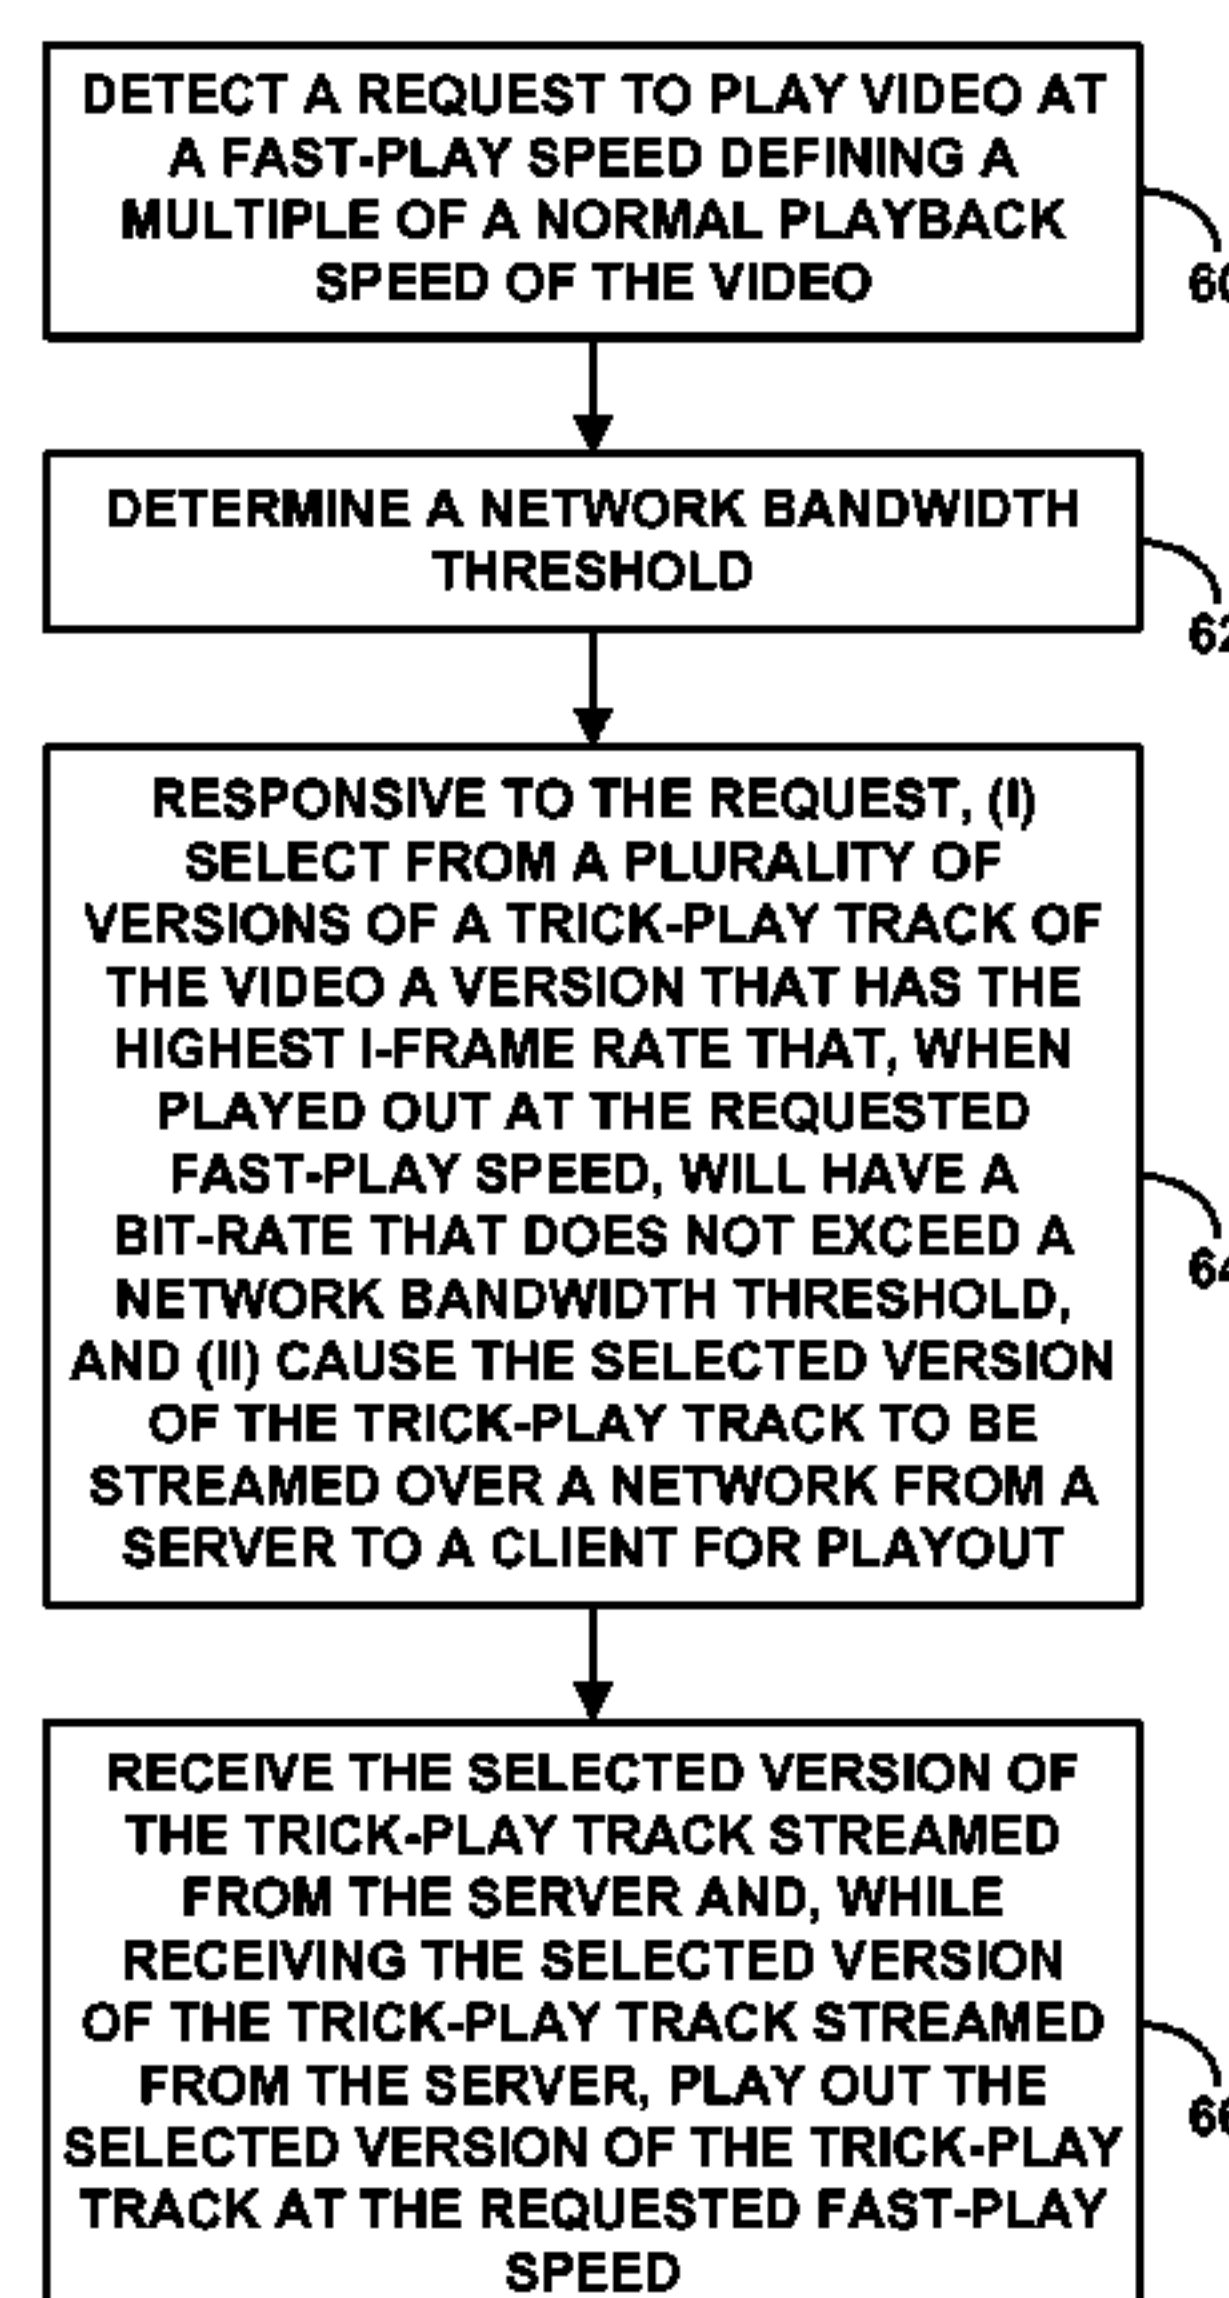 DETECT A REQUEST TO PLAY VIDEO AT
A FAST-PLAY SPEED DEFINING A
MULTIPLE OF A NORMAL PLAYBACK
SPEED OF THE VIDEO
DETERMINE A NETWORK BANDWIDTH
THRESHOLD
RESPONSIVE TO THE REQUEST, (I)
SELECT FROM A PLURALITY OF
VERSIONS OF A TRICK-PLAY TRACK OF
THE VIDEO A VERSION THAT HAS THE
HIGHEST I-FRAME RATE THAT, WHEN
PLAYED OUT AT THE REQUESTED
FAST-PLAY SPEED, WILL HAVE A
BIT-RATE THAT DOES NOT EXCEED A
NETWORK BANDWIDTH THRESHOLD,
AND (II) CAUSE THE SELECTED VERSION
OF THE TRICK-PLAY TRACK TO BE
STREAMED OVER A NETWORK FROM A
SERVER TO A CLIENT FOR PLAYOUT
RECEIVE THE SELECTED VERSION OF
THE TRICK-PLAY TRACK STREAMED
FROM THE SERVER AND, WHILE
RECEIVING THE SELECTED VERSION
OF THE TRICK-PLAY TRACK STREAMED
FROM THE SERVER, PLAY OUT THE
SELECTED VERSION OF THE TRICK-PLAY
TRACK AT THE REQUESTED FAST-PLAY
SPEED